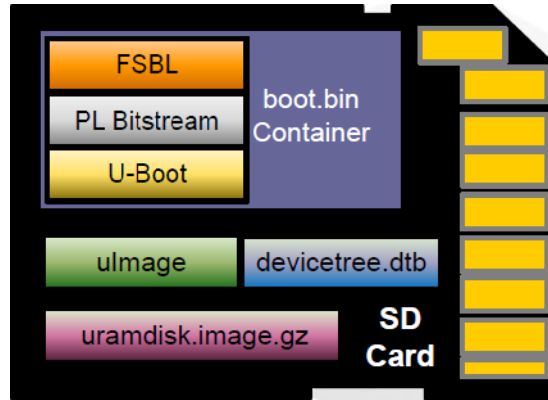 FSBL
PL Bitstream
U-Boot
boot.bin
Container
uImage
devicetree.dtb
uramdisk.image.gz
SD
Card